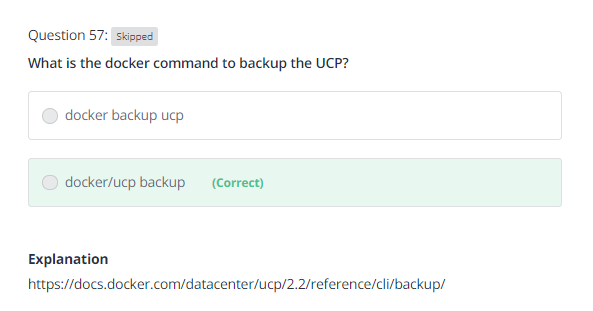 Question 57: Skipped
What is the docker command to backup the UCP?
docker backup ucp
docker/ucp backup (Correct)
Explanation
https://docs.docker.com/datacenter/ucp/2.2/reference/cli/backup/